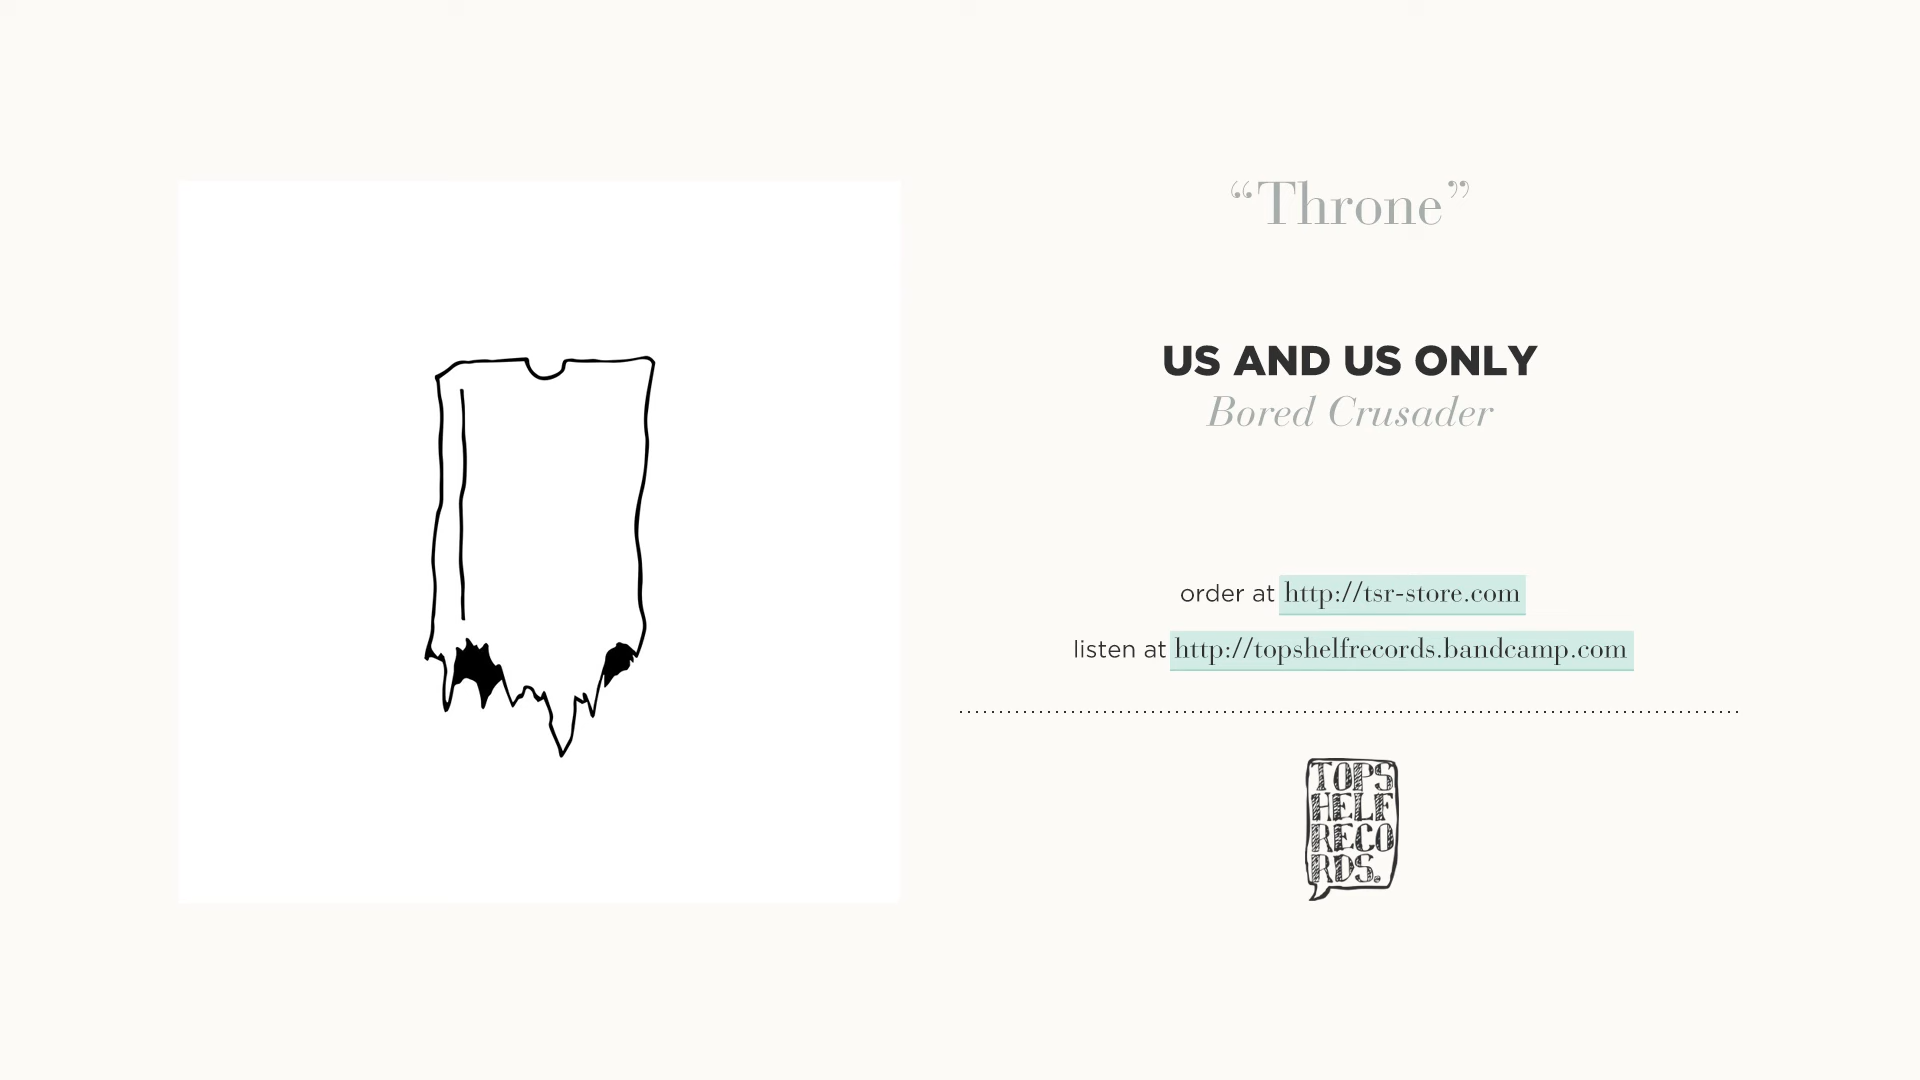 “Throne”
US AND US ONLY
Bored Crusader
order at http://tsr-store.com
listen at http://topshelfrecords.bandcamp.com
TOPS
HELF
RECO
RDS.